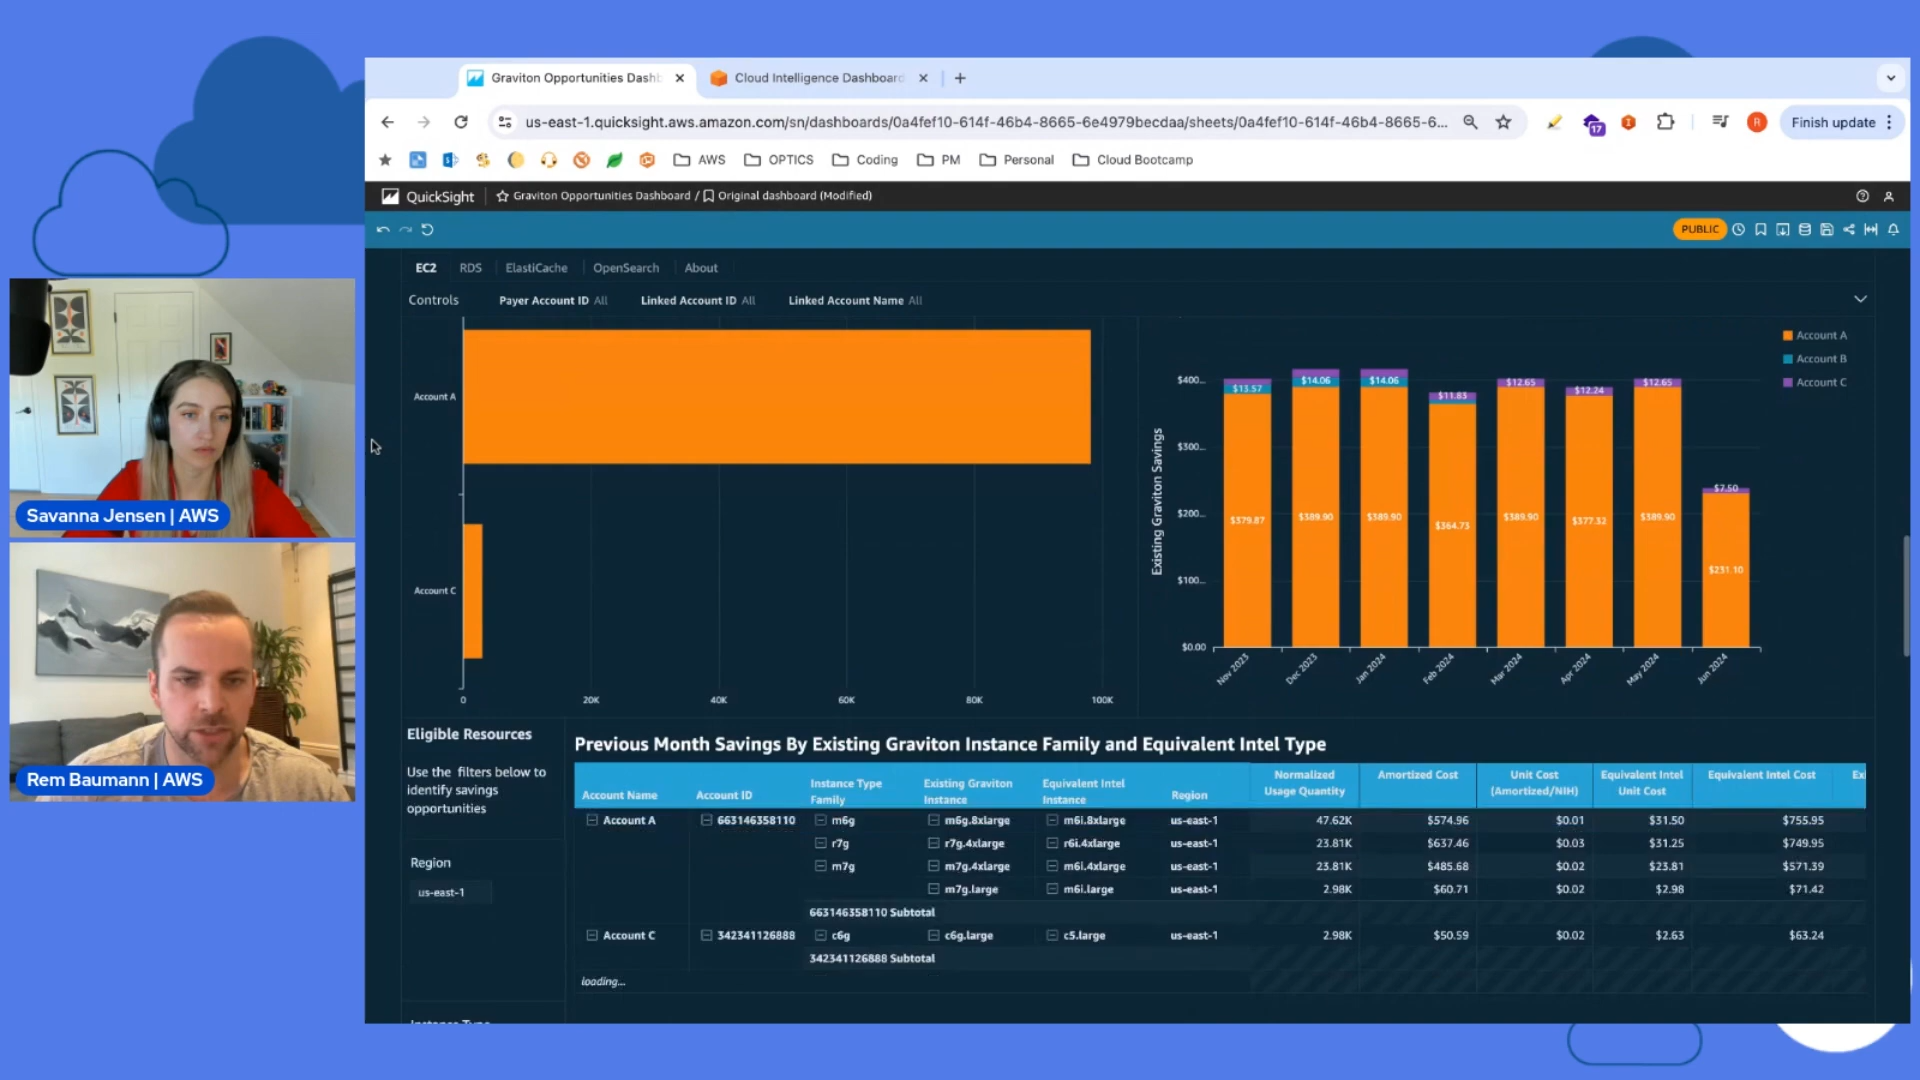 Graviton Opportunities Dashb
Cloud Intelligence Dashboard
us-east-1.quicksight.aws.amazon.com/sn/dashboards/0a4fef10-614f-46b4-8665-6e4979becdaa/sheets/0a4fef10-614f-46b4-8665-6...
17
R
Finish update
AWS
OPTICS
Coding
PM
Personal
Cloud Bootcamp
QuickSight
Graviton Opportunities Dashboard / Original dashboard (Modified)
PUBLIC
EC2 RDS ElastiCache OpenSearch About
Controls Payer Account ID All Linked Account ID All Linked Account Name All
Account A
Account C
0 20K 40K 60K 80K 100K
Existing Graviton Savings
$400...
$300...
$200...
$100...
$0.00
$13.57 $14.06 $14.06 $11.83 $12.65 $12.24 $12.65 $7.50
$379.87 $389.90 $389.90 $364.73 $389.90 $377.32 $389.90 $231.10
Nov 2023 Dec 2023 Jan 2024 Feb 2024 Mar 2024 Apr 2024 May 2024 Jun 2024
Account A
Account B
Account C
Savanna Jensen | AWS
Rem Baumann | AWS
Eligible Resources
Use the filters below to
identify savings
opportunities
Region
us-east-1
Instance Type
Previous Month Savings By Existing Graviton Instance Family and Equivalent Intel Type
Account Name Account ID Instance Type Family Existing Graviton Instance Equivalent Intel Instance Region Normalized Usage Quantity Amortized Cost Unit Cost (Amortized/NIH) Equivalent Intel Unit Cost Equivalent Intel Cost Ex
Account A 663146358110 m6g m6g.8xlarge m6i.8xlarge us-east-1 47.62K $574.96 $0.01 $31.50 $755.95
r7g r7g.4xlarge r6i.4xlarge us-east-1 23.81K $637.46 $0.03 $31.25 $749.95
m7g m7g.4xlarge m6i.4xlarge us-east-1 23.81K $485.68 $0.02 $23.81 $571.39
m7g.large m6i.large us-east-1 2.98K $60.71 $0.02 $2.98 $71.42
663146358110 Subtotal
Account C 342341126888 c6g c6g.large c5.large us-east-1 2.98K $50.59 $0.02 $2.63 $63.24
342341126888 Subtotal
loading...